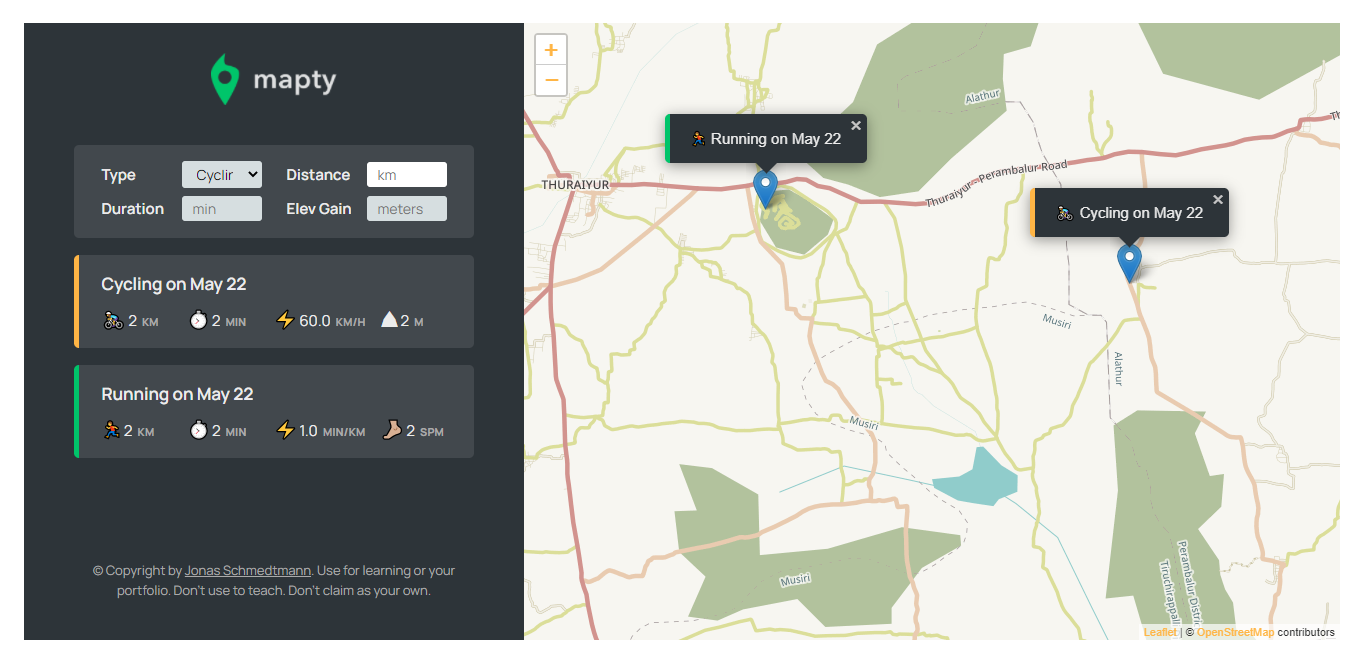 mapty
Type Cyclir Distance km
Duration min Elev Gain meters
Cycling on May 22
2 KM 2 MIN 60.0 KM/H 2 M
Running on May 22
2 KM 2 MIN 1.0 MIN/KM 2 SPM
© Copyright by Jonas Schmedtmann. Use for learning or your
portfolio. Don't use to teach. Don't claim as your own.
+
−
Alathur
Th
Running on May 22 ×
THURAIYUR
Thuraiyur-Perambalur Road
Cycling on May 22 ×
Musiri
Alathur
Musiri
Musiri
Perambalur Distri
Tiruchirappal
Leaflet | © OpenStreetMap contributors